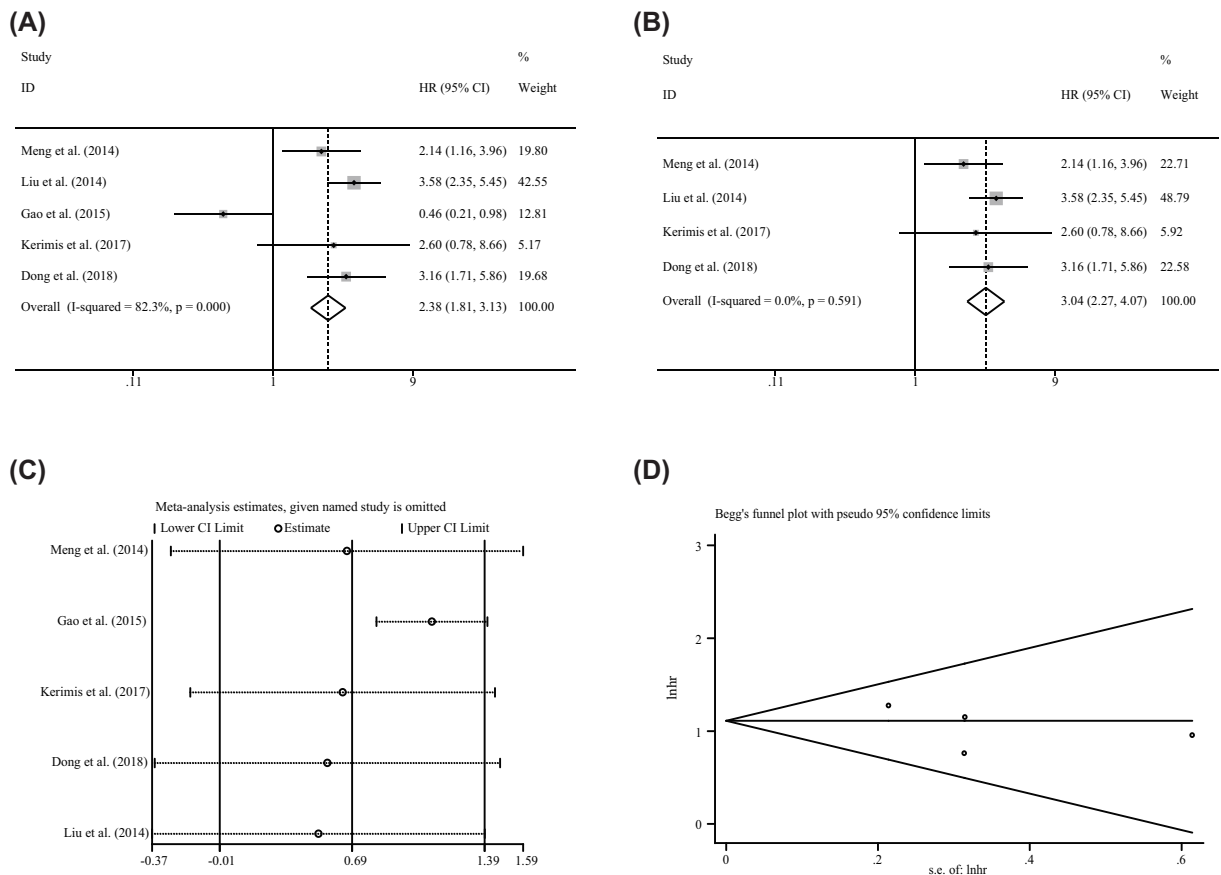 (A)
Study %
ID HR (95% CI) Weight
Meng et al. (2014) 2.14 (1.16, 3.96) 19.80
Liu et al. (2014) 3.58 (2.35, 5.45) 42.55
Gao et al. (2015) 0.46 (0.21, 0.98) 12.81
Kerimis et al. (2017) 2.60 (0.78, 8.66) 5.17
Dong et al. (2018) 3.16 (1.71, 5.86) 19.68
Overall (I-squared = 82.3%, p = 0.000) 2.38 (1.81, 3.13) 100.00
.11 1 9
(B)
Study %
ID HR (95% CI) Weight
Meng et al. (2014) 2.14 (1.16, 3.96) 22.71
Liu et al. (2014) 3.58 (2.35, 5.45) 48.79
Kerimis et al. (2017) 2.60 (0.78, 8.66) 5.92
Dong et al. (2018) 3.16 (1.71, 5.86) 22.58
Overall (I-squared = 0.0%, p = 0.591) 3.04 (2.27, 4.07) 100.00
.11 1 9
(C)
Meta-analysis estimates, given named study is omitted
Lower CI Limit Estimate Upper CI Limit
Meng et al. (2014)
Gao et al. (2015)
Kerimis et al. (2017)
Dong et al. (2018)
Liu et al. (2014)
-0.37 -0.01 0.69 1.39 1.59
(D)
Begg's funnel plot with pseudo 95% confidence limits
lnhr
3
2
1
0
0 .2 .4 .6
s.e. of: lnhr